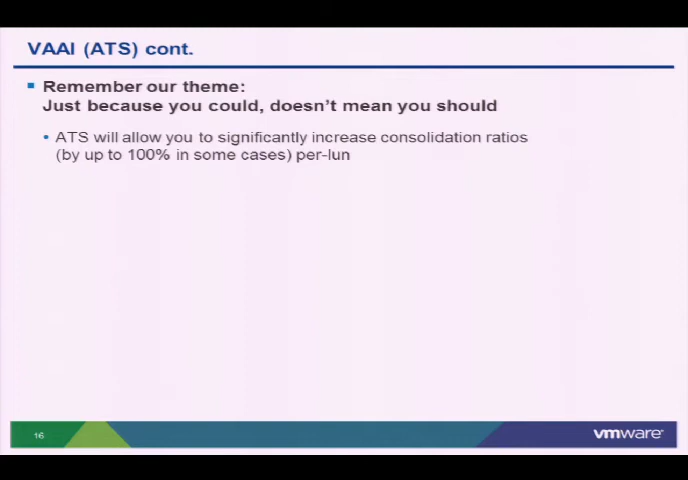 VAAI (ATS) cont.
Remember our theme:
Just because you could, doesn't mean you should
ATS will allow you to significantly increase consolidation ratios
(by up to 100% in some cases) per-lun
16
vmware